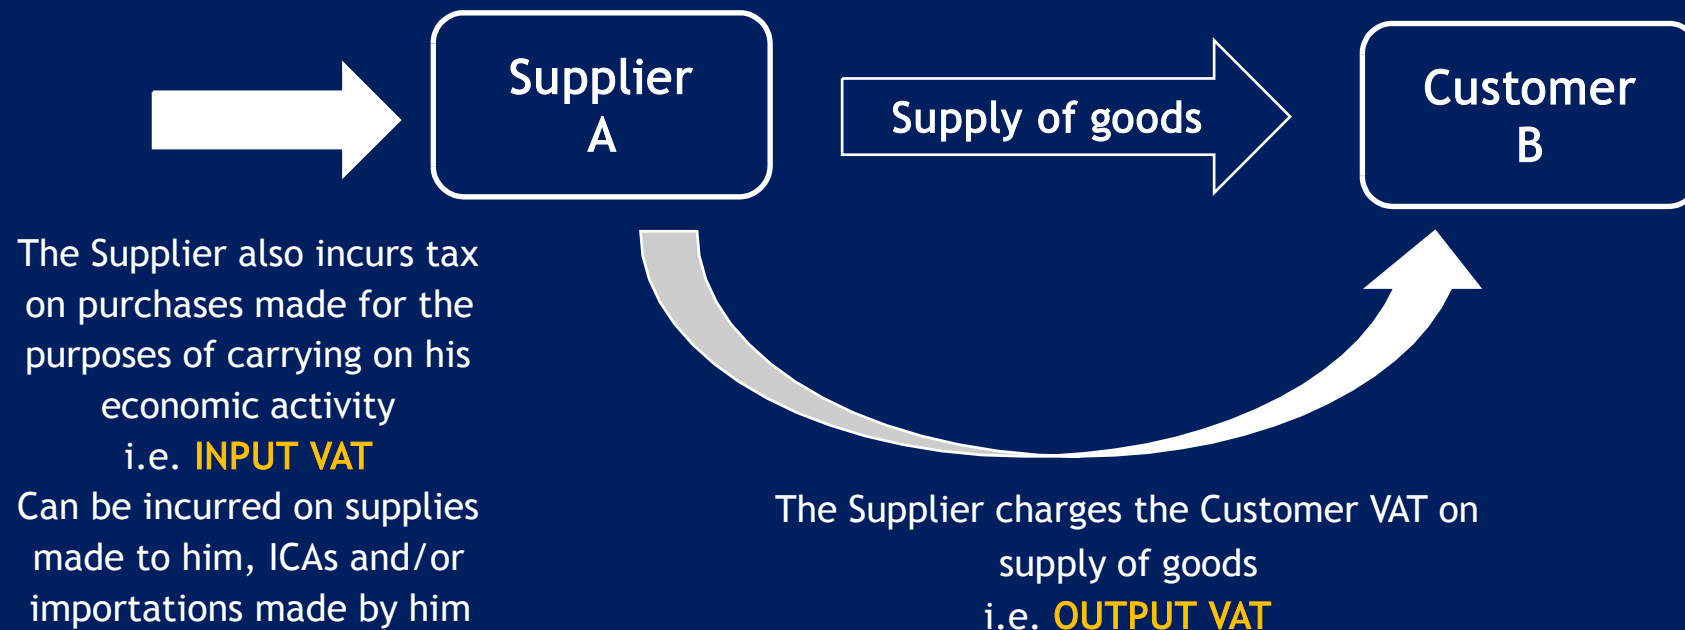 Supplier
A
Supply of goods
Customer
B
The Supplier also incurs tax
on purchases made for the
purposes of carrying on his
economic activity
i.e. INPUT VAT
Can be incurred on supplies
made to him, ICAs and/or
importations made by him
The Supplier charges the Customer VAT on
supply of goods
i.e. OUTPUT VAT